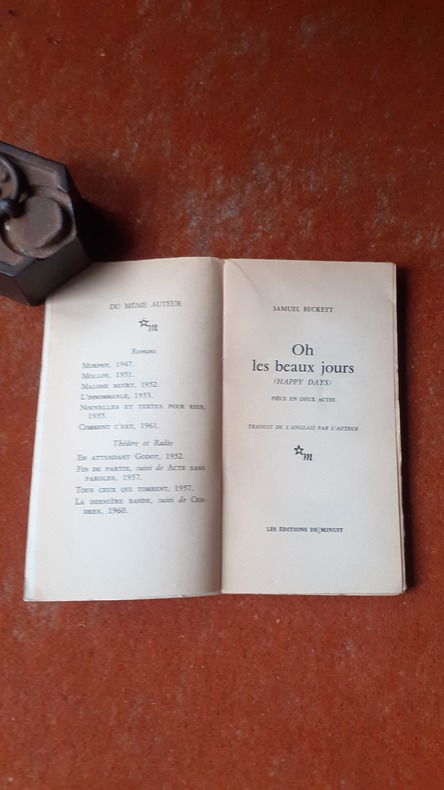 DU MÊME AUTEUR
m
Romans
MURPHY, 1947.
MOLLOY, 1951.
MALONE MEURT, 1952.
L'INNOMMABLE, 1953.
NOUVELLES ET TEXTES POUR RIEN,
1955.
COMMENT C'EST, 1961.
Théâtre et Radio
EN ATTENDANT GODOT, 1952.
FIN DE PARTIE, suivi de ACTE SANS
PAROLES, 1957.
TOUS CEUX QUI TOMBENT, 1957.
LA DERNIÈRE BANDE, suivi de CEN-
DRES, 1960.
SAMUEL BECKETT
Oh
les beaux jours
(HAPPY DAYS)
PIÈCE EN DEUX ACTES
TRADUIT DE L'ANGLAIS PAR L'AUTEUR
m
LES ÉDITIONS DE MINUIT